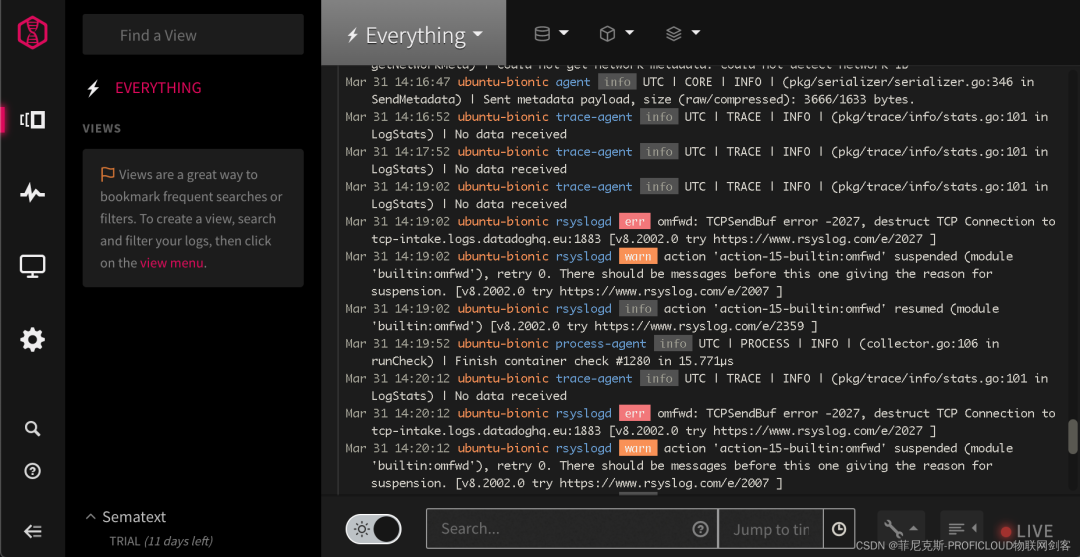 Find a View
EVERYTHING
VIEWS
Views are a great way to
bookmark frequent searches or
filters. To create a view, search
and filter your logs, then click
on the view menu.
Sematext
TRIAL (11 days left)
Everything
getNetworkMeta) | could not get network metadata: could not detect network ID
Mar 31 14:16:47 ubuntu-bionic agent info UTC | CORE | INFO | (pkg/serializer/serializer.go:346 in
SendMetadata) | Sent metadata payload, size (raw/compressed): 3666/1633 bytes.
Mar 31 14:16:52 ubuntu-bionic trace-agent info UTC | TRACE | INFO | (pkg/trace/info/stats.go:101 in
LogStats) | No data received
Mar 31 14:17:52 ubuntu-bionic trace-agent info UTC | TRACE | INFO | (pkg/trace/info/stats.go:101 in
LogStats) | No data received
Mar 31 14:19:02 ubuntu-bionic trace-agent info UTC | TRACE | INFO | (pkg/trace/info/stats.go:101 in
LogStats) | No data received
Mar 31 14:19:02 ubuntu-bionic rsyslogd err omfwd: TCPSendBuf error -2027, destruct TCP Connection to
tcp-intake.logs.datadoghq.eu:1883 [v8.2002.0 try https://www.rsyslog.com/e/2027 ]
Mar 31 14:19:02 ubuntu-bionic rsyslogd warn action 'action-15-builtin:omfwd' suspended (module
'builtin:omfwd'), retry 0. There should be messages before this one giving the reason for
suspension. [v8.2002.0 try https://www.rsyslog.com/e/2007 ]
Mar 31 14:19:02 ubuntu-bionic rsyslogd info action 'action-15-builtin:omfwd' resumed (module
'builtin:omfwd') [v8.2002.0 try https://www.rsyslog.com/e/2359 ]
Mar 31 14:19:52 ubuntu-bionic process-agent info UTC | PROCESS | INFO | (collector.go:106 in
runCheck) | Finish container check #1280 in 15.771µs
Mar 31 14:20:12 ubuntu-bionic trace-agent info UTC | TRACE | INFO | (pkg/trace/info/stats.go:101 in
LogStats) | No data received
Mar 31 14:20:12 ubuntu-bionic rsyslogd err omfwd: TCPSendBuf error -2027, destruct TCP Connection to
tcp-intake.logs.datadoghq.eu:1883 [v8.2002.0 try https://www.rsyslog.com/e/2027 ]
Mar 31 14:20:12 ubuntu-bionic rsyslogd warn action 'action-15-builtin:omfwd' suspended (module
'builtin:omfwd'), retry 0. There should be messages before this one giving the reason for
suspension. [v8.2002.0 try https://www.rsyslog.com/e/2007 ]
Search...
Jump to tim
LIVE
CSDN @菲尼克斯-PROFICLOUD物联网剑客